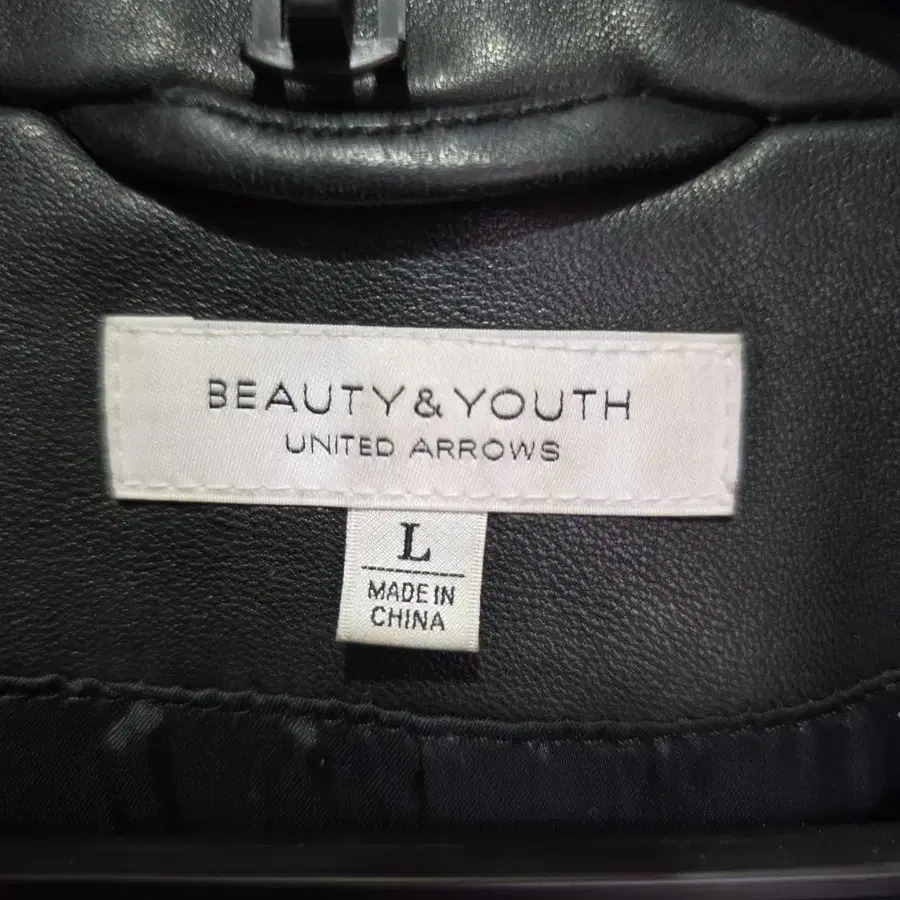 BEAUTY & YOUTH
UNITED ARROWS
L
MADE IN
CHINA